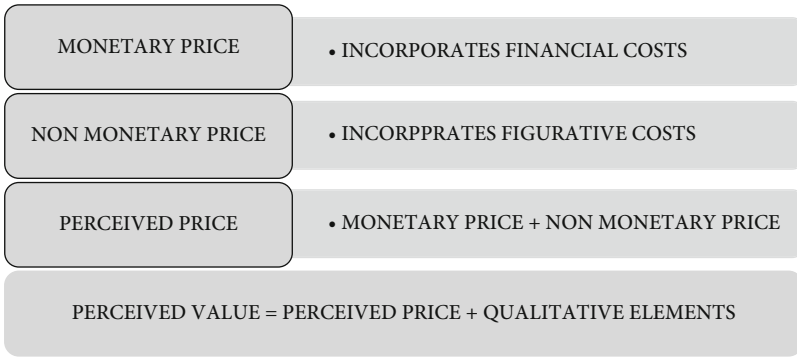 MONETARY PRICE
• INCORPORATES FINANCIAL COSTS
NON MONETARY PRICE
• INCORPPRATES FIGURATIVE COSTS
PERCEIVED PRICE
• MONETARY PRICE + NON MONETARY PRICE
PERCEIVED VALUE = PERCEIVED PRICE + QUALITATIVE ELEMENTS